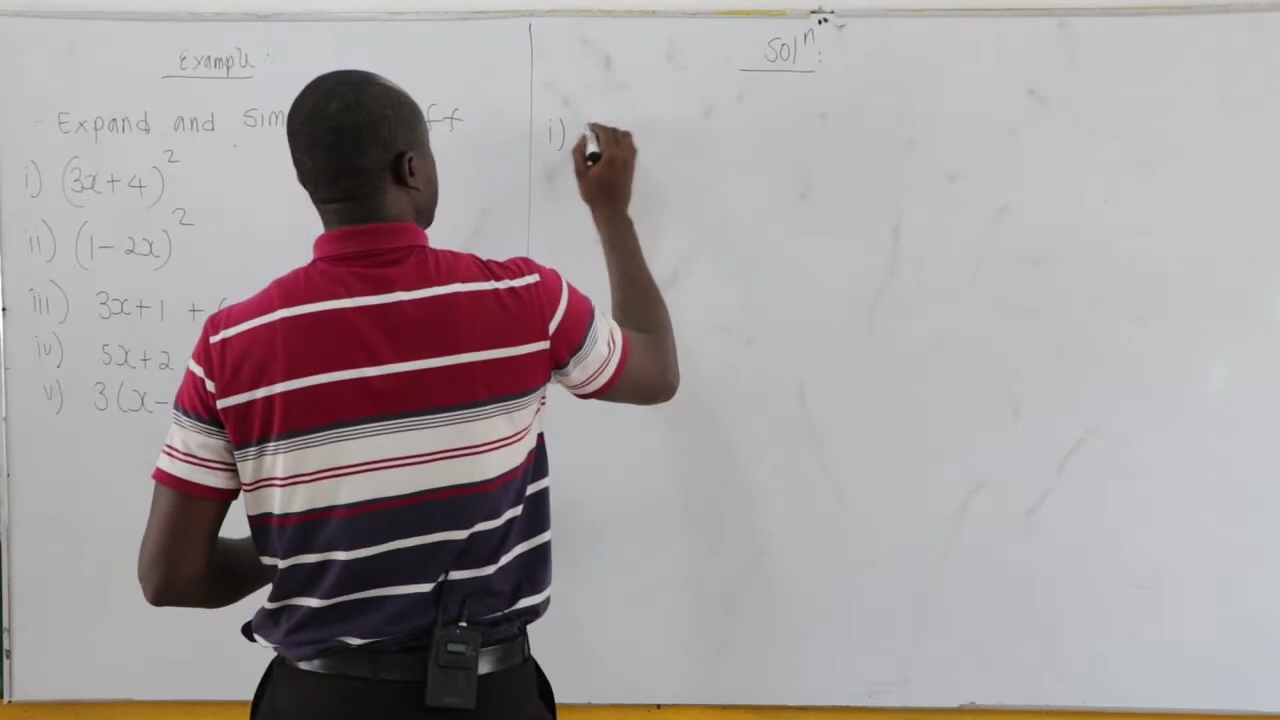 Example:
Expand and Sim ff
i) (3x+4)²
ii) (1-2x)²
iii) 3x+1 +
iv) 5x+2
v) 3(x-
Solⁿ:
i)